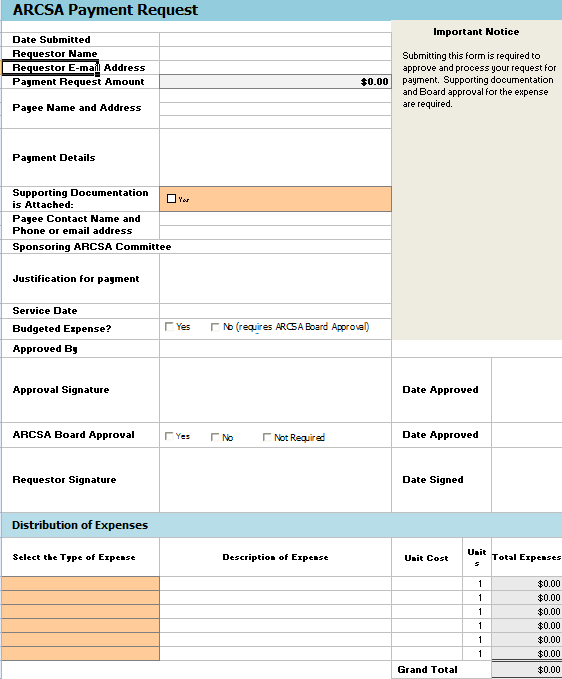 ARCSA Payment Request
Important Notice
Submitting this form is required to
approve and process your request for
payment. Supporting documentation
and Board approval for the expense
are required.
Date Submitted
Requestor Name
Requestor E-mail Address
Payment Request Amount $0.00
Payee Name and Address
Payment Details
Supporting Documentation
is Attached:
Yes
Payee Contact Name and
Phone or email address
Sponsoring ARCSA Committee
Justification for payment
Service Date
Budgeted Expense? Yes No (requires ARCSA Board Approval)
Approved By
Approval Signature Date Approved
ARCSA Board Approval Yes No Not Required Date Approved
Requestor Signature Date Signed
Distribution of Expenses
Select the Type of Expense Description of Expense Unit Cost Unit
s Total Expenses
1 $0.00
1 $0.00
1 $0.00
1 $0.00
1 $0.00
1 $0.00
Grand Total $0.00